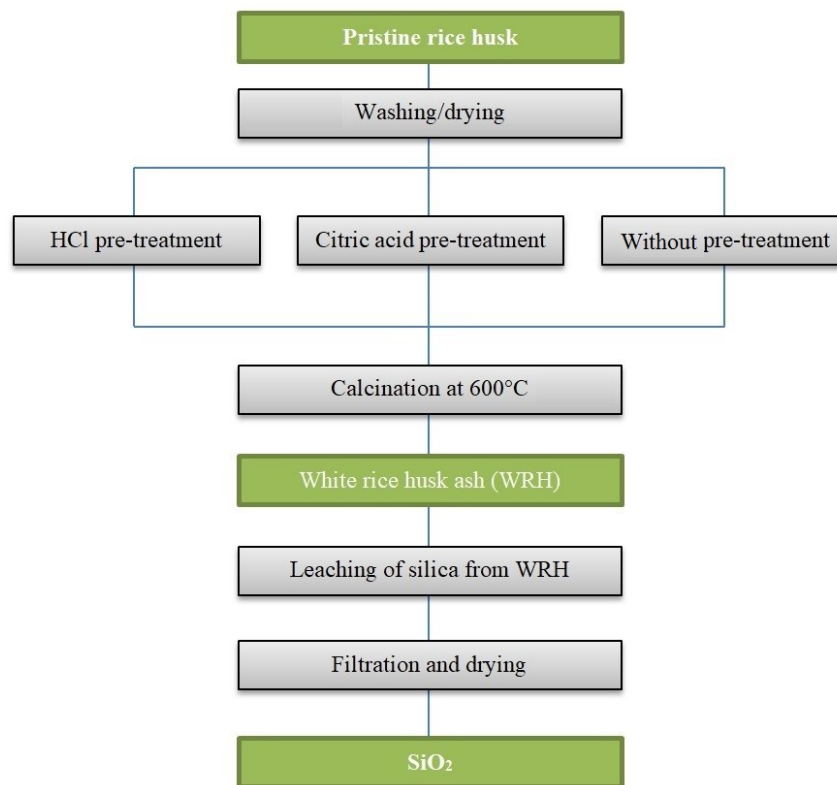 Pristine rice husk
Washing/drying
HCl pre-treatment
Citric acid pre-treatment
Without pre-treatment
Calcination at 600°C
White rice husk ash (WRH)
Leaching of silica from WRH
Filtration and drying
SiO₂